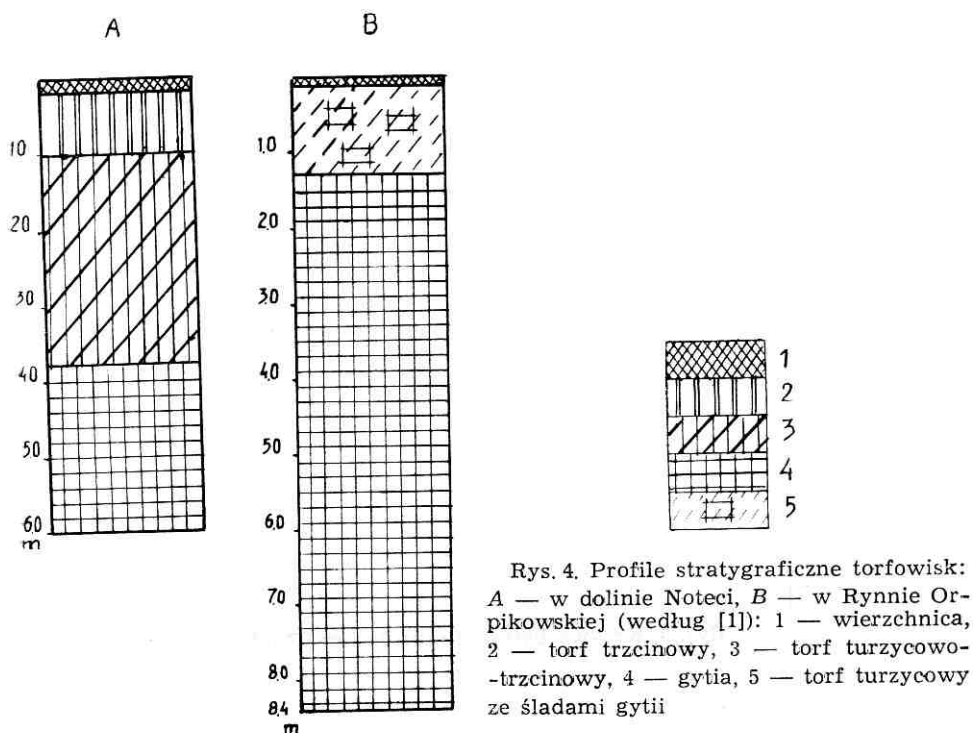 A
10
20
30
40
50
60
m
B
1,0
2,0
3,0
4,0
50
6,0
7,0
8,0
8,4
m
1
2
3
4
5
Rys. 4. Profile stratygraficzne torfowisk:
A — w dolinie Noteci, B — w Rynnie Or-
pikowskiej (według [1]): 1 — wierzchnica,
2 — torf trzcinowy, 3 — torf turzycowo-
-trzcinowy, 4 — gytia, 5 — torf turzycowy
ze śladami gytii